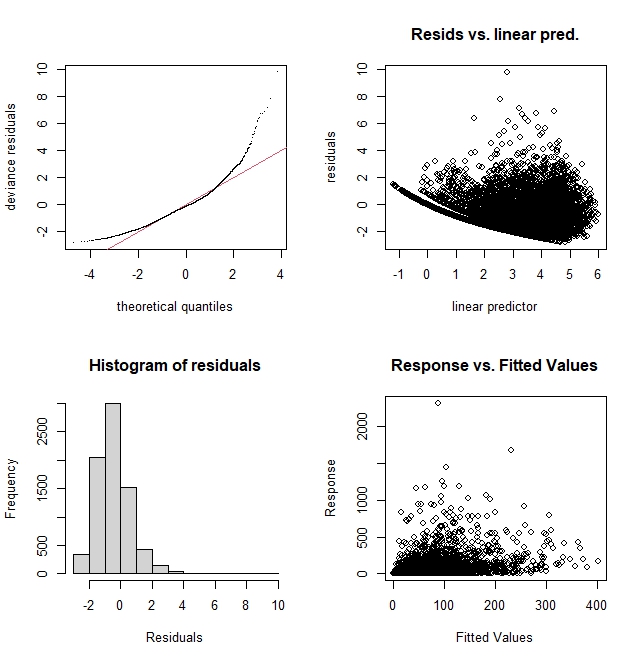 deviance residuals
-2 0 2 4 6 8 10
-4 -2 0 2 4
theoretical quantiles
Resids vs. linear pred.
residuals
-2 0 2 4 6 8 10
-1 0 1 2 3 4 5 6
linear predictor
Histogram of residuals
Frequency
0 500 1500 2500
-2 0 2 4 6 8 10
Residuals
Response vs. Fitted Values
Response
0 500 1000 2000
0 100 200 300 400
Fitted Values